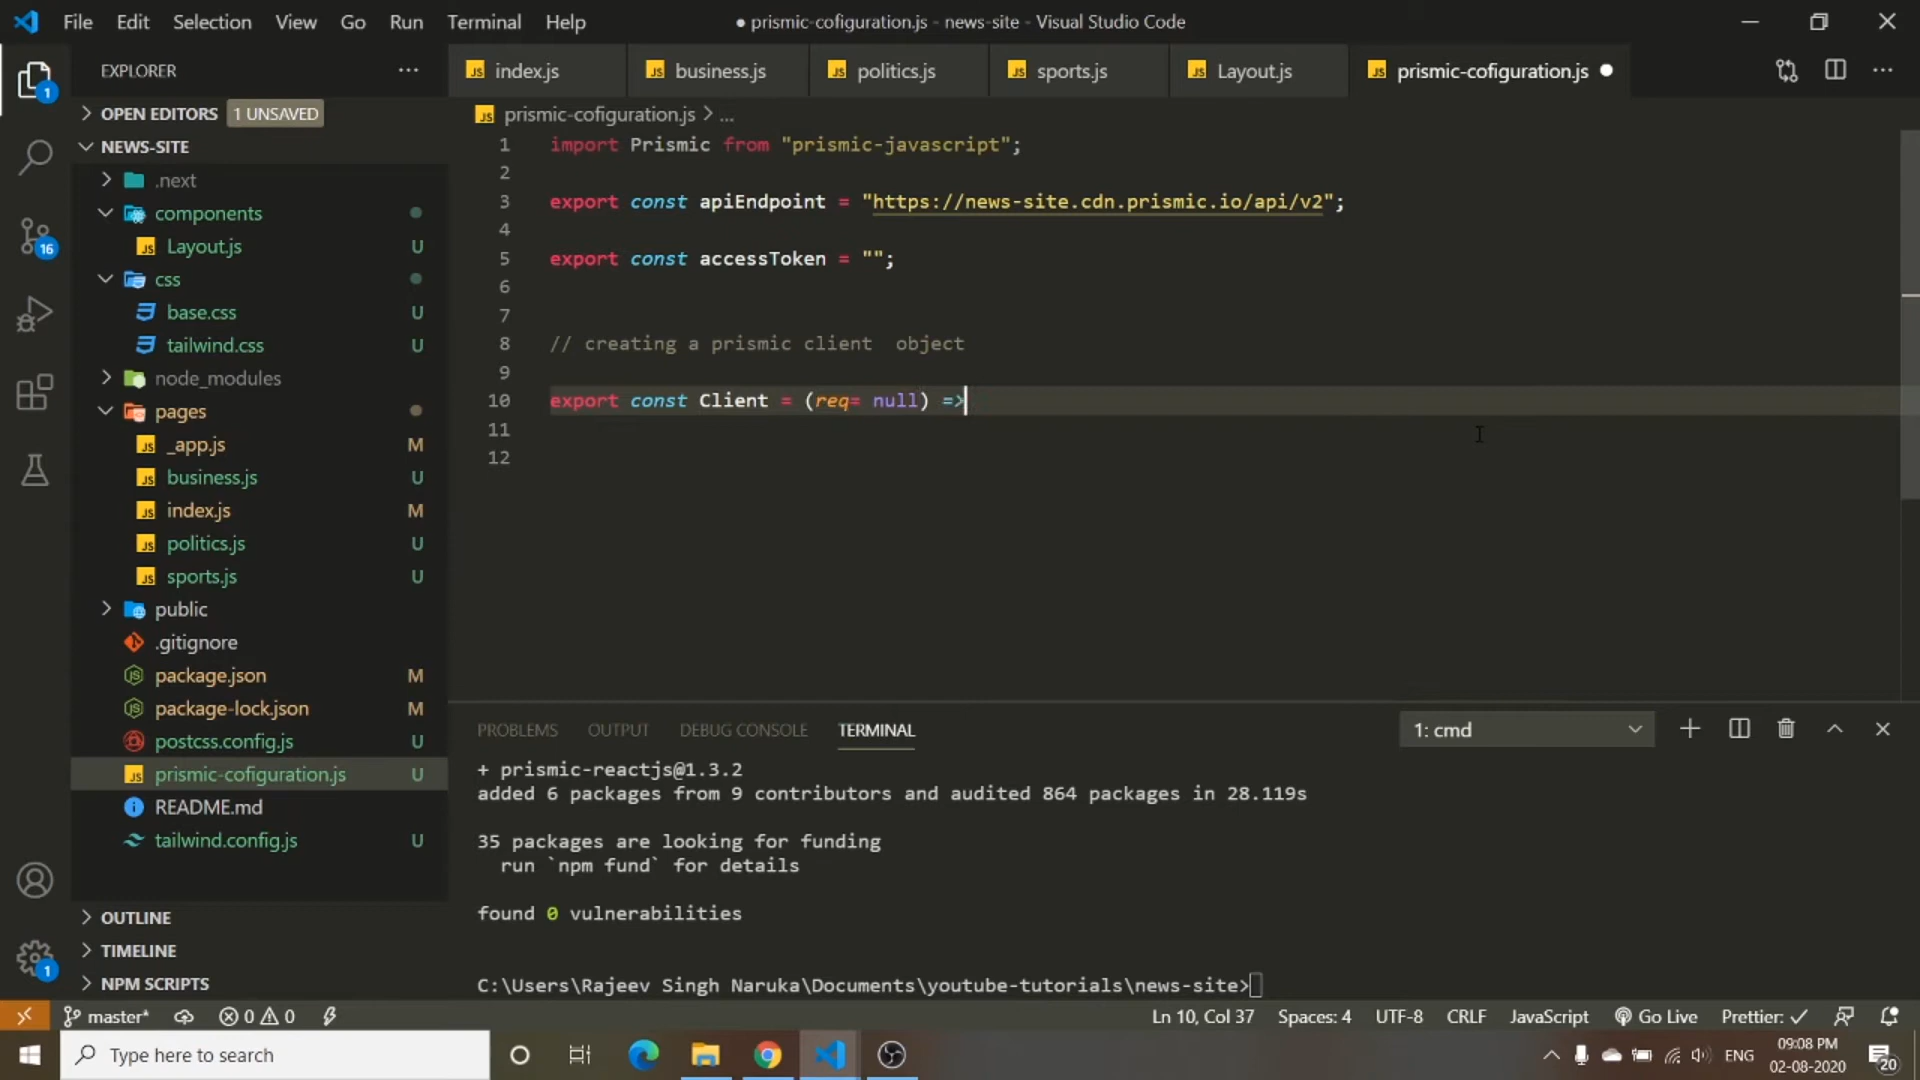 File Edit Selection View Go Run Terminal Help
● prismic-cofiguration.js - news-site - Visual Studio Code
EXPLORER
index.js
business.js
politics.js
sports.js
Layout.js
prismic-cofiguration.js
OPEN EDITORS 1 UNSAVED
NEWS-SITE
.next
components
Layout.js U
css
base.css U
tailwind.css U
node_modules
pages
_app.js M
business.js U
index.js M
politics.js U
sports.js U
public
.gitignore
package.json M
package-lock.json M
postcss.config.js U
prismic-cofiguration.js U
README.md
tailwind.config.js U
OUTLINE
TIMELINE
NPM SCRIPTS
1
16
1
prismic-cofiguration.js > ...
1 import Prismic from "prismic-javascript";
2
3 export const apiEndpoint = "https://news-site.cdn.prismic.io/api/v2";
4
5 export const accessToken = "";
6
7
8 // creating a prismic client  object
9
10 export const Client = (req= null) =>
11
12
PROBLEMS OUTPUT DEBUG CONSOLE TERMINAL
1: cmd
+ prismic-reactjs@1.3.2
added 6 packages from 9 contributors and audited 864 packages in 28.119s
35 packages are looking for funding
run `npm fund` for details
found 0 vulnerabilities
C:\Users\Rajeev Singh Naruka\Documents\youtube-tutorials\news-site>
master* 0 0
Ln 10, Col 37 Spaces: 4 UTF-8 CRLF JavaScript Go Live Prettier: ✓
Type here to search
ENG
09:08 PM
02-08-2020
20